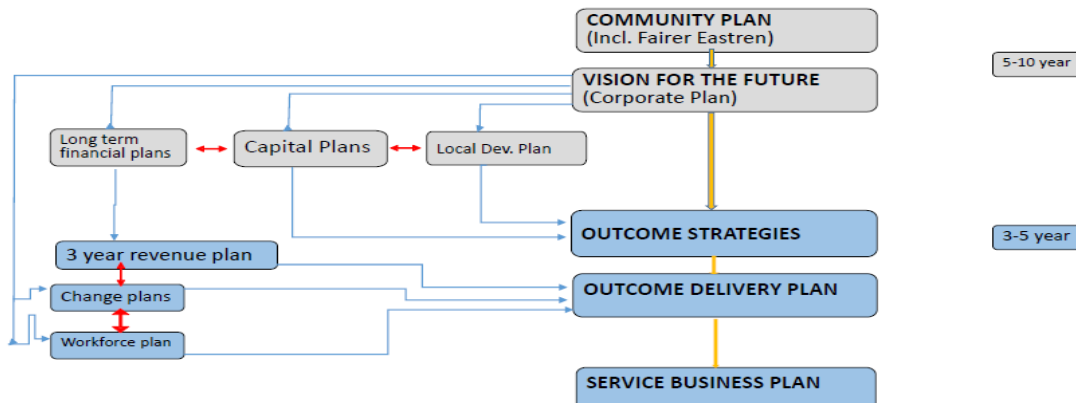 COMMUNITY PLAN
(Incl. Fairer Eastren)
5-10 year
VISION FOR THE FUTURE
(Corporate Plan)
Long term
financial plans
Capital Plans
Local Dev. Plan
OUTCOME STRATEGIES
3-5 year
3 year revenue plan
OUTCOME DELIVERY PLAN
Change plans
Workforce plan
SERVICE BUSINESS PLAN